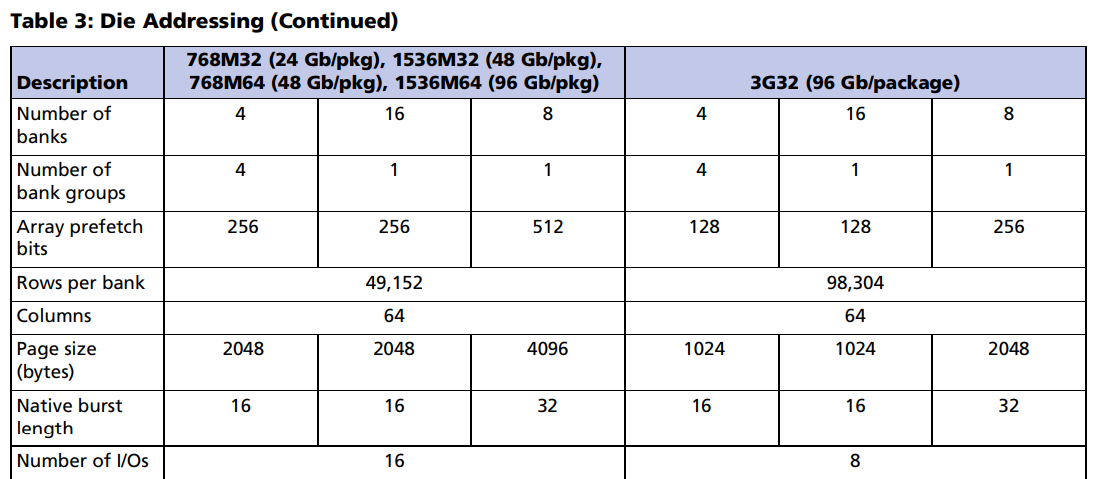 Table 3: Die Addressing (Continued)
Description
768M32 (24 Gb/pkg), 1536M32 (48 Gb/pkg),
768M64 (48 Gb/pkg), 1536M64 (96 Gb/pkg)
3G32 (96 Gb/package)
Number of
banks
4 16 8 4 16 8
Number of
bank groups
4 1 1 4 1 1
Array prefetch
bits
256 256 512 128 128 256
Rows per bank 49,152 98,304
Columns 64 64
Page size
(bytes)
2048 2048 4096 1024 1024 2048
Native burst
length
16 16 32 16 16 32
Number of I/Os 16 8